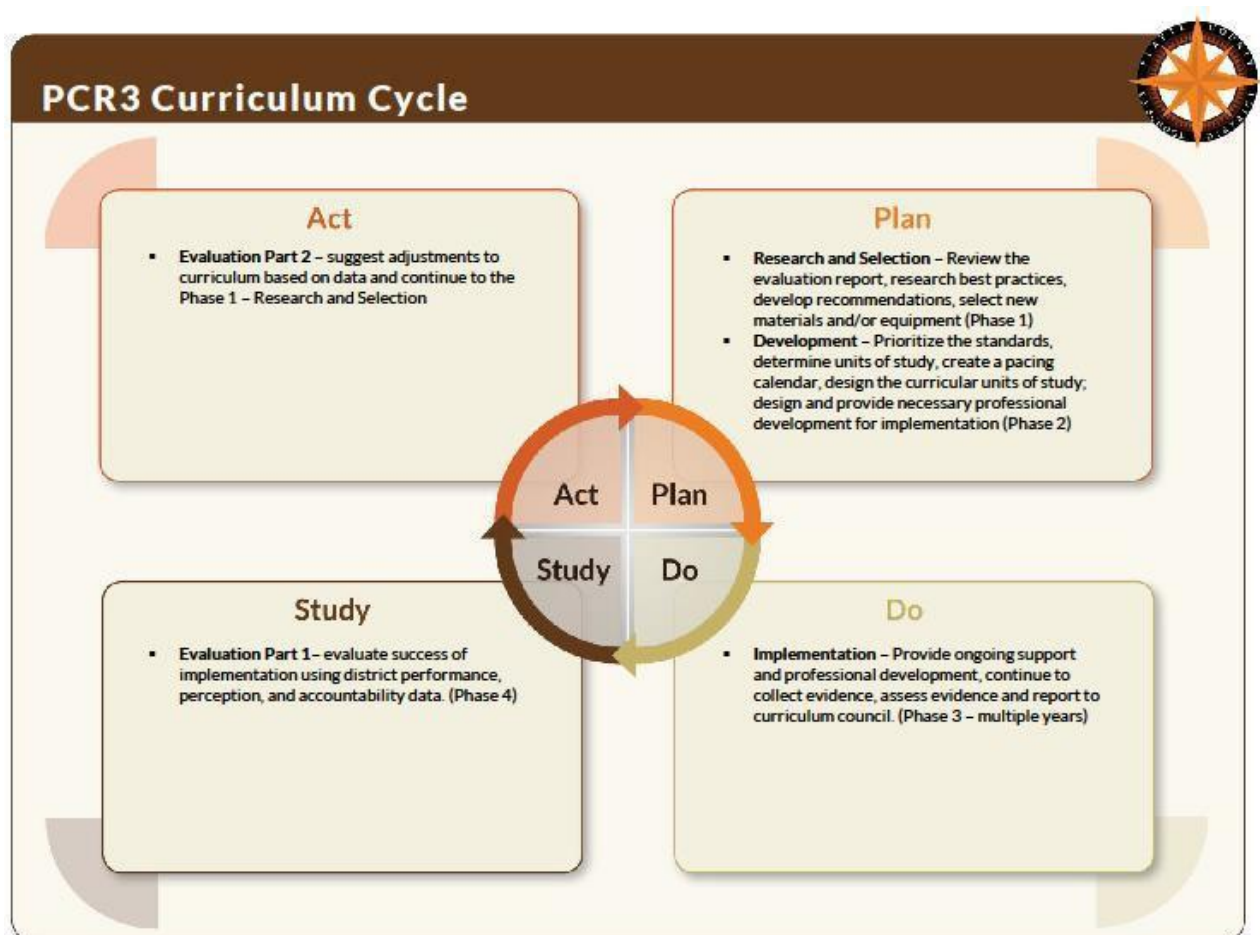 PCR3 Curriculum Cycle
PLATTE COUNTY
Act
▪ Evaluation Part 2 – suggest adjustments to
curriculum based on data and continue to the
Phase 1 – Research and Selection
Plan
▪ Research and Selection – Review the
evaluation report, research best practices,
develop recommendations, select new
materials and/or equipment (Phase 1)
▪ Development – Prioritize the standards,
determine units of study, create a pacing
calendar, design the curricular units of study;
design and provide necessary professional
development for implementation (Phase 2)
Act
Plan
Study
Do
Study
▪ Evaluation Part 1– evaluate success of
implementation using district performance,
perception, and accountability data. (Phase 4)
Do
▪ Implementation – Provide ongoing support
and professional development, continue to
collect evidence, assess evidence and report to
curriculum council. (Phase 3 – multiple years)